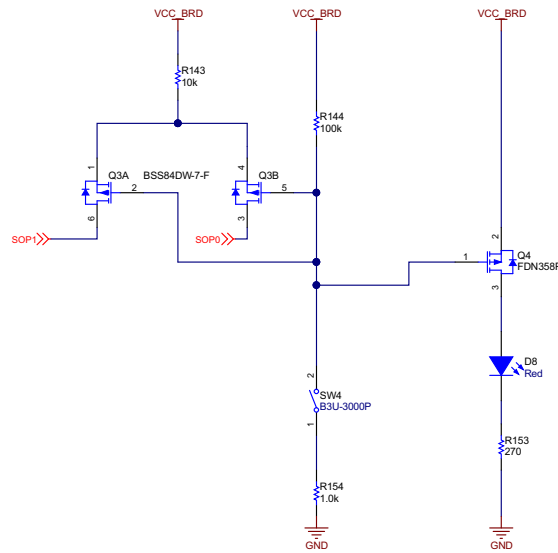 VCC_BRD VCC_BRD VCC_BRD
R143
10k
R144
100k
1 Q3A BSS84DW-7-F 4 Q3B
2 5
6 3
SOP1 SOP0
2
1 Q4
FDN358P
3
D8
Red
2
SW4
B3U-3000P
1
R153
270
R154
1.0k
GND GND